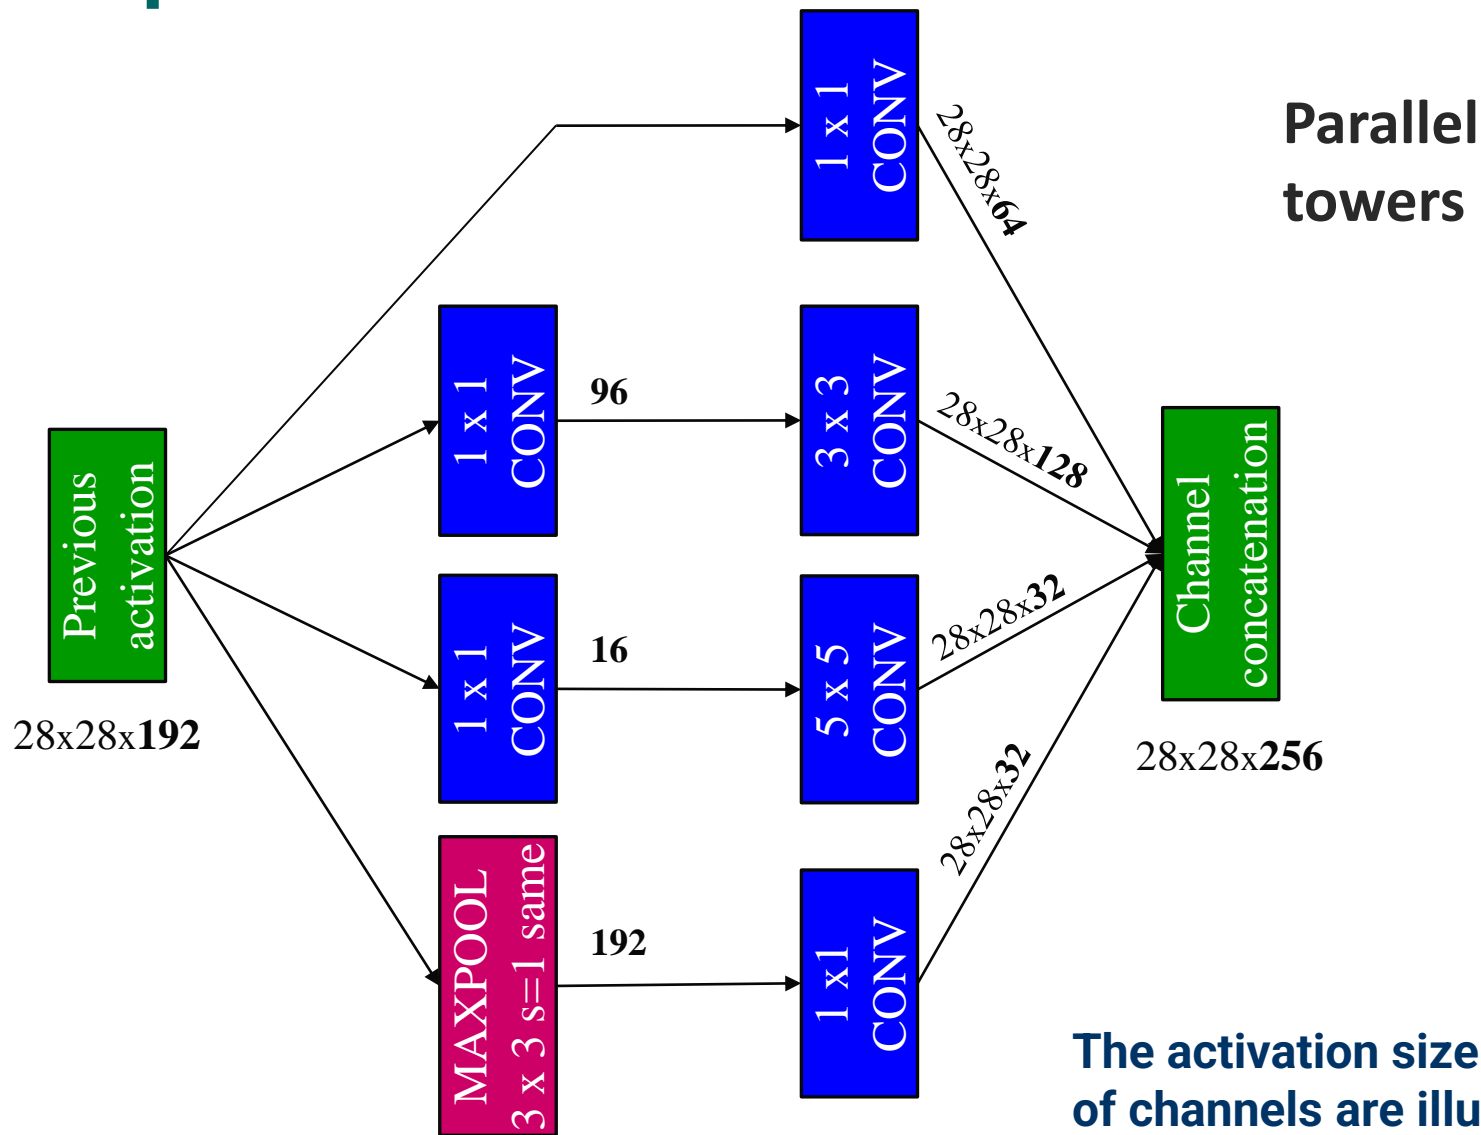 1 x 1
CONV
28x28x64
Parallel
towers
1 x 1
CONV
96
3 x 3
CONV
28x28x128
Previous
activation
28x28x192
1 x 1
CONV
16
5 x 5
CONV
28x28x32
Channel
concatenation
28x28x256
MAXPOOL
3 x 3 s=1 same
192
1 x1
CONV
28x28x32
The activation size
of channels are illu